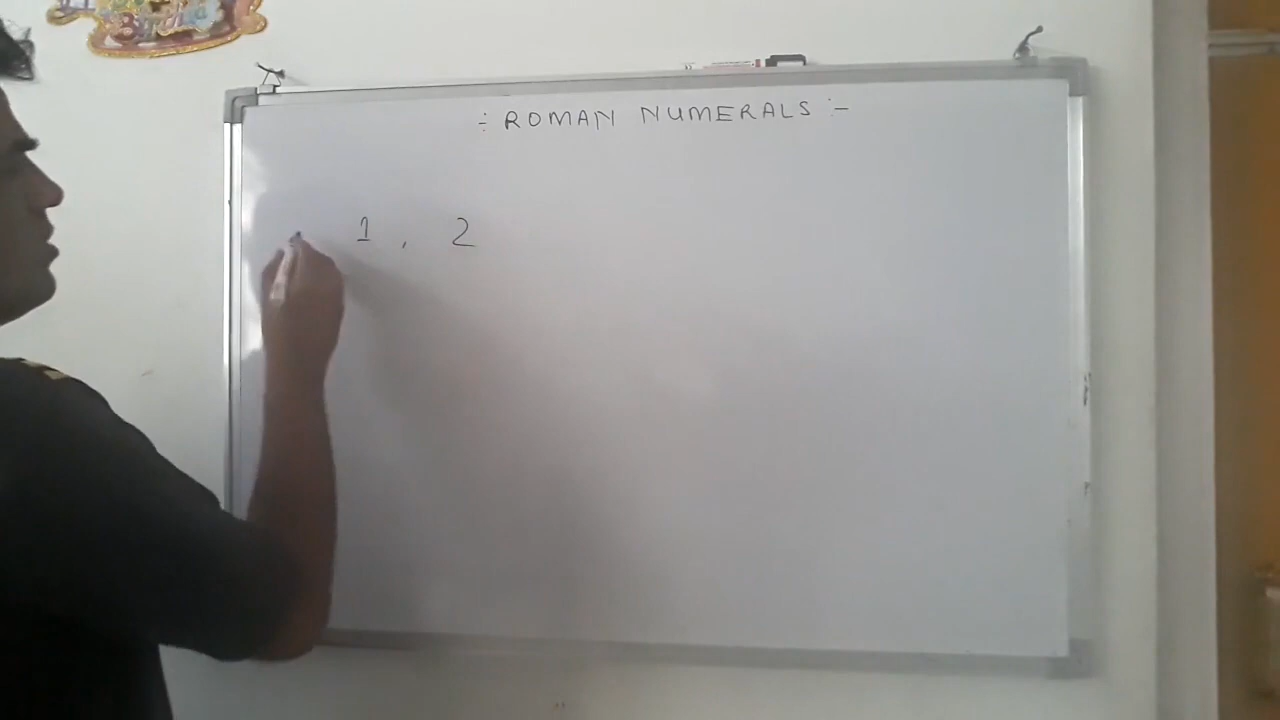 :- ROMAN NUMERALS :-
1 , 2